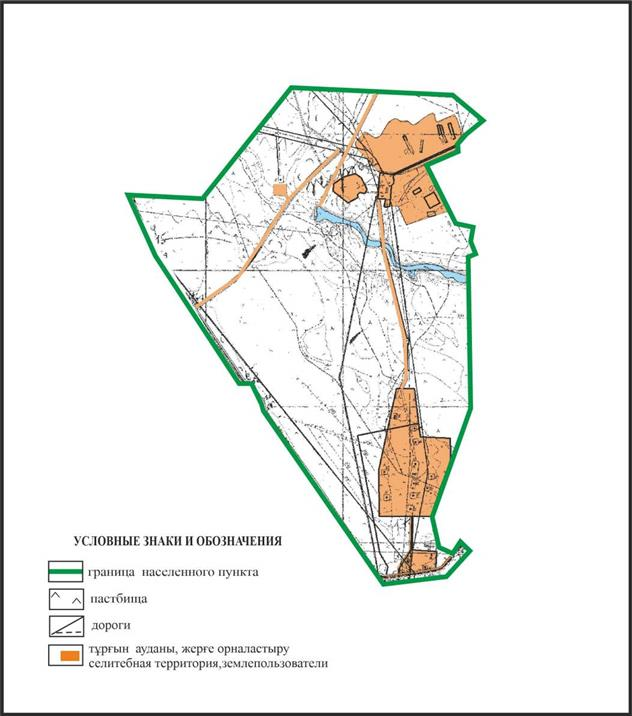 УСЛОВНЫЕ ЗНАКИ И ОБОЗНАЧЕНИЯ
граница населенного пункта
пастбища
дороги
тұрғын ауданы, жерге орналастыру
селитебная территория,землепользователи